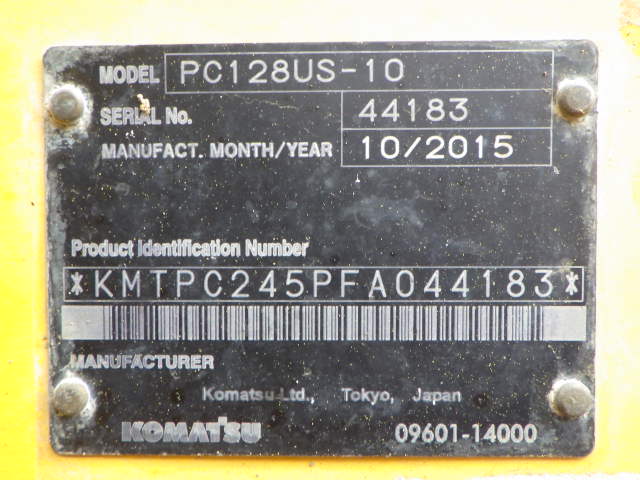 MODEL PC128US-10
SERIAL No. 44183
MANUFACT. MONTH/YEAR 10/2015
Product Identification Number
*KMTPC245PFA044183*
MANUFACTURER
Komatsu Ltd., Tokyo, Japan
KOMATSU 09601-14000